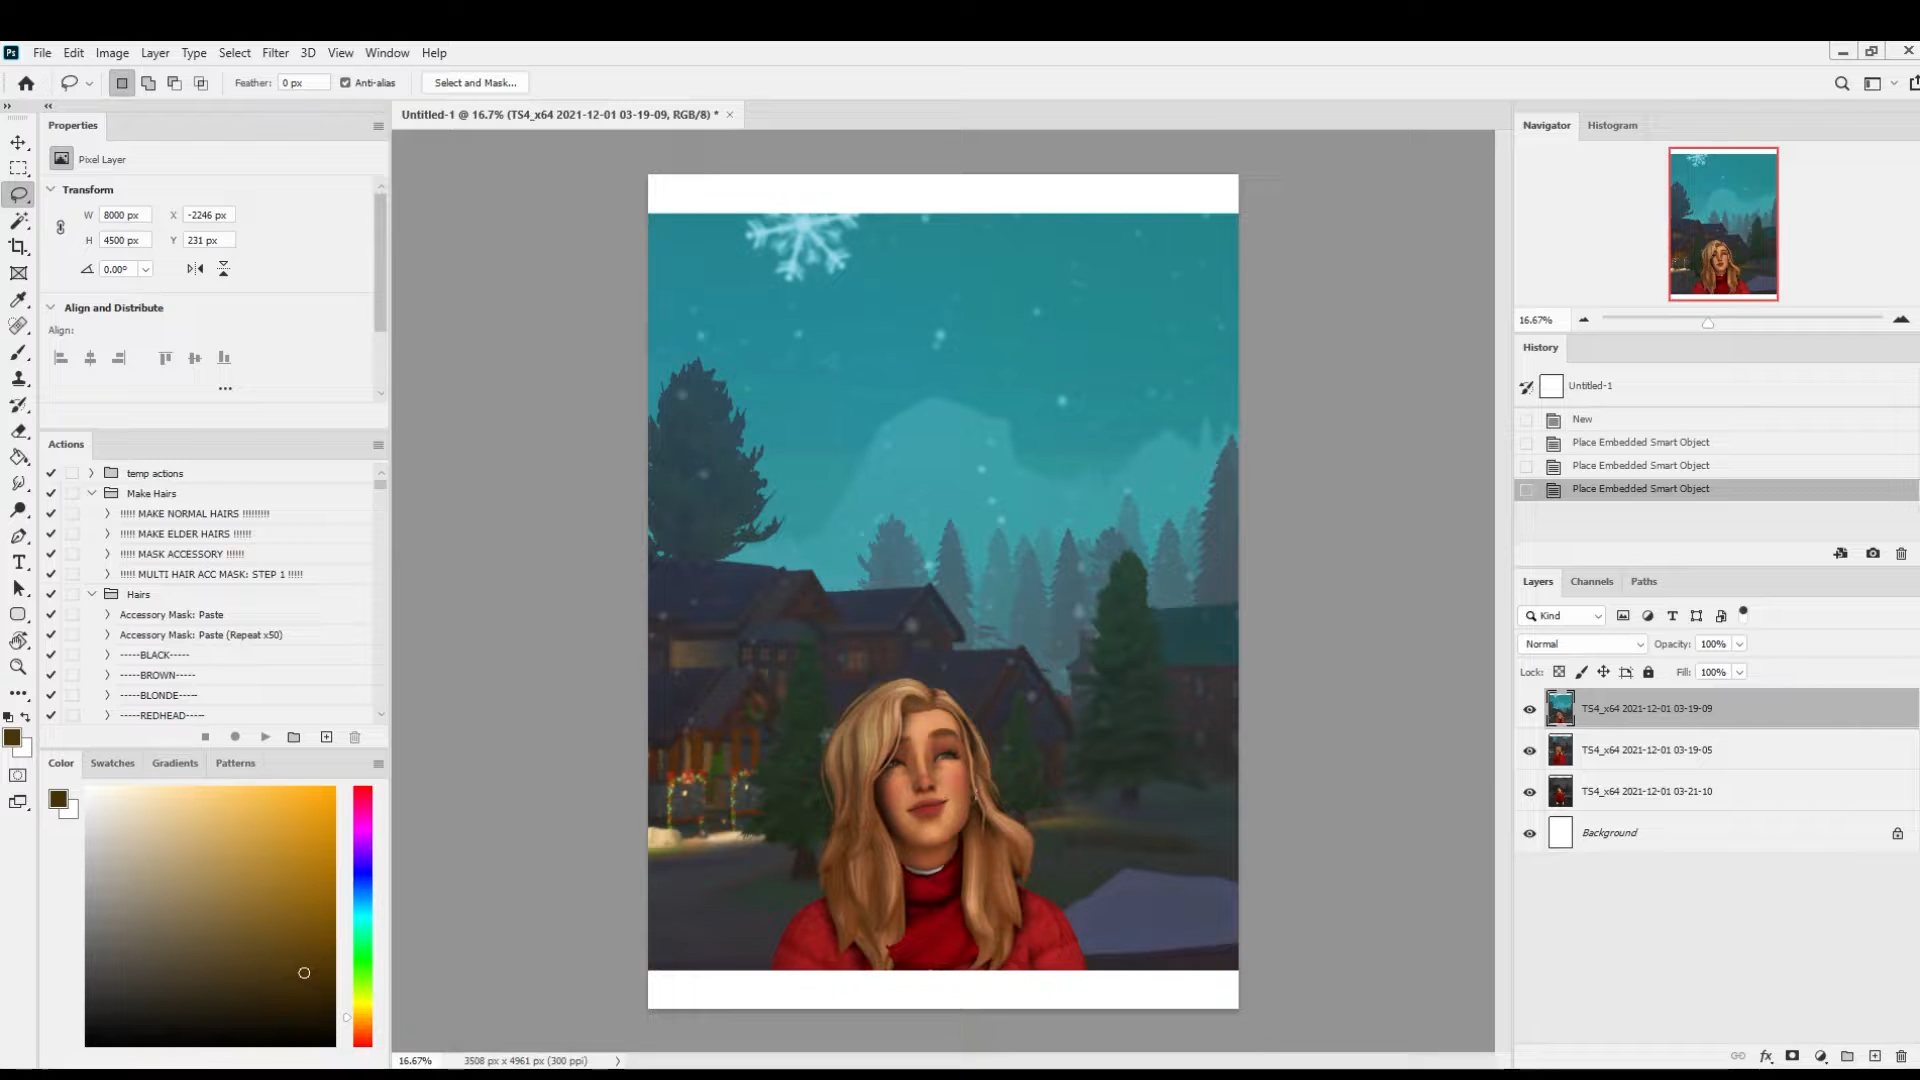 Ps File Edit Image Layer Type Select Filter 3D View Window Help
Feather: 0 px Anti-alias Select and Mask...
Untitled-1 @ 16.7% (TS4_x64 2021-12-01 03-19-09, RGB/8) * ×
Properties
Pixel Layer
Transform
W 8000 px X -2246 px
H 4500 px Y 231 px
0.00°
Align and Distribute
Align:
Actions
temp actions
Make Hairs
!!!!! MAKE NORMAL HAIRS !!!!!!!!!
!!!!! MAKE ELDER HAIRS !!!!!!
!!!!! MASK ACCESSORY !!!!!!
!!!!! MULTI HAIR ACC MASK: STEP 1 !!!!!
Hairs
Accessory Mask: Paste
Accessory Mask: Paste (Repeat x50)
-----BLACK-----
-----BROWN-----
-----BLONDE-----
-----REDHEAD-----
Color Swatches Gradients Patterns
16.67% 3508 px x 4961 px (300 ppi)
Navigator Histogram
16.67%
History
Untitled-1
New
Place Embedded Smart Object
Place Embedded Smart Object
Place Embedded Smart Object
Layers Channels Paths
Kind
Normal Opacity: 100%
Lock: Fill: 100%
TS4_x64 2021-12-01 03-19-09
TS4_x64 2021-12-01 03-19-05
TS4_x64 2021-12-01 03-21-10
Background
fx